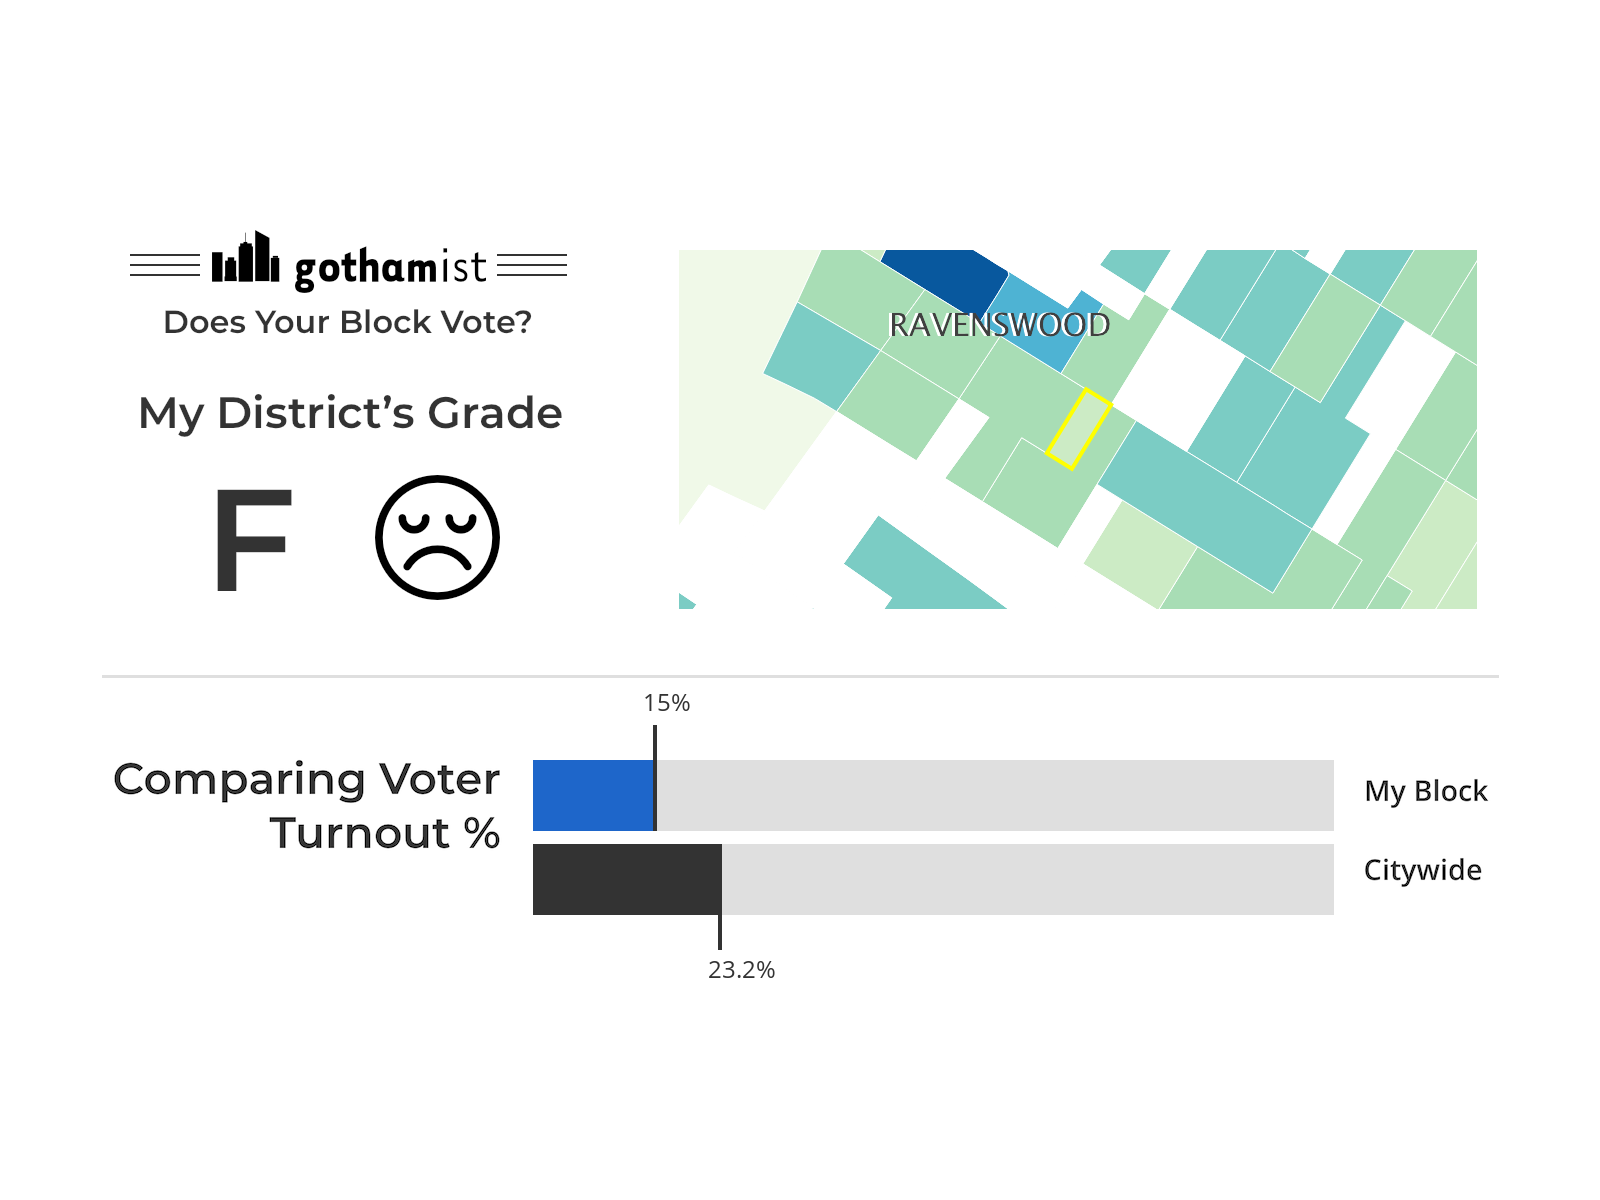 gothamist
Does Your Block Vote?
My District’s Grade
F
RAVENSWOOD
15%
Comparing Voter
Turnout %
My Block
Citywide
23.2%